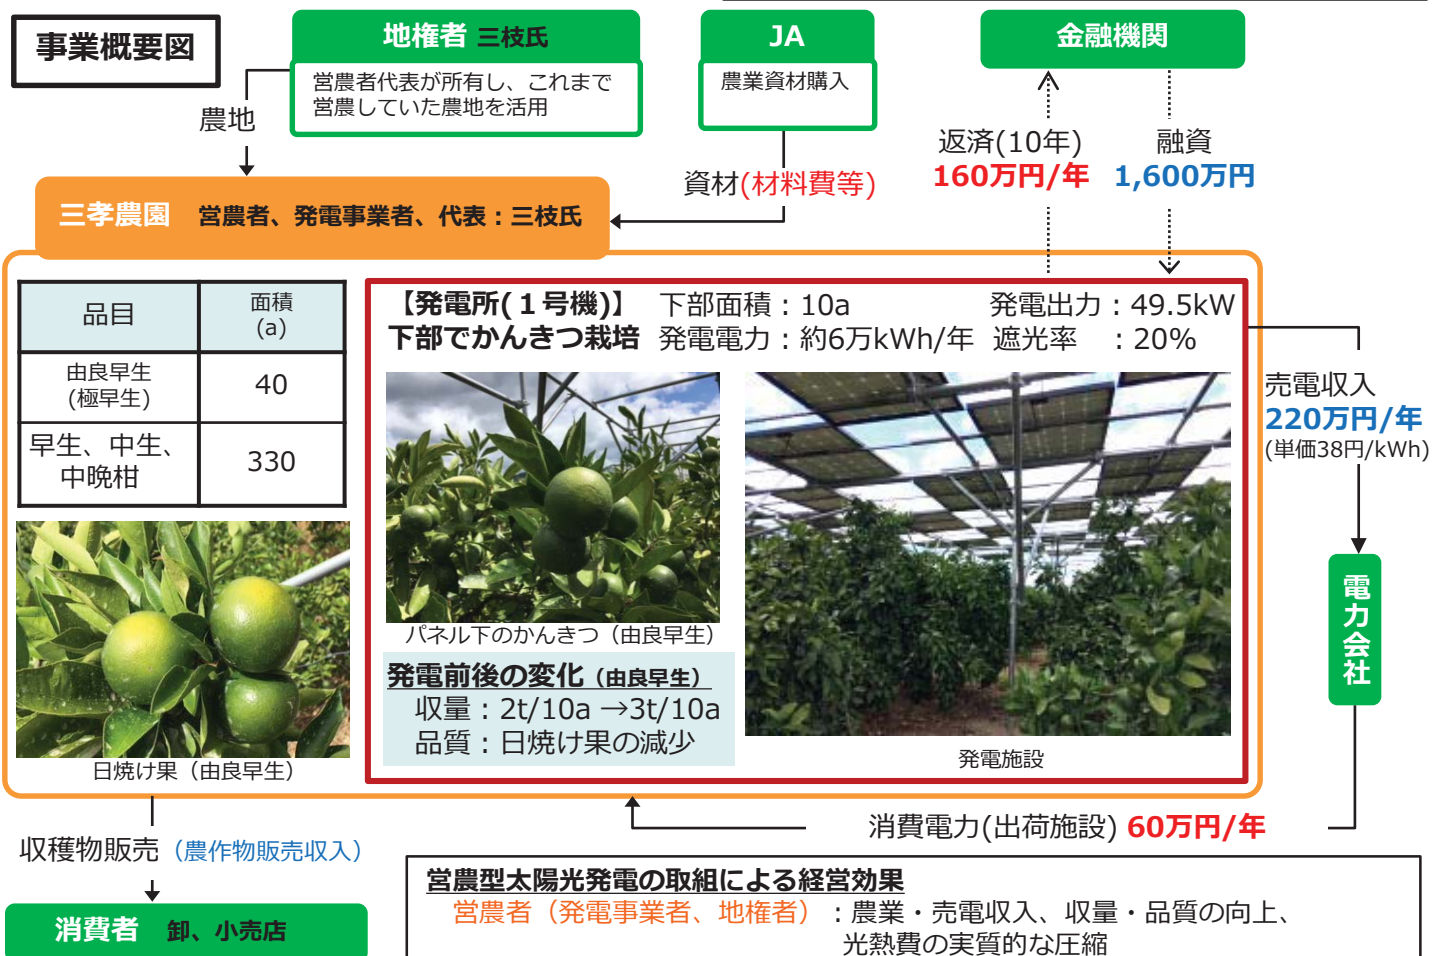 事業概要図
地権者 三枝氏
営農者代表が所有し、これまで
営農していた農地を活用
JA
農業資材購入
金融機関
農地
資材(材料費等)
返済(10年)
160万円/年
融資
1,600万円
三孝農園 営農者、発電事業者、代表：三枝氏
品目 面積
(a)
由良早生
(極早生) 40
早生、中生、
中晩柑 330
日焼け果（由良早生）
【発電所(１号機)】 下部面積：10a 発電出力：49.5kW
下部でかんきつ栽培 発電電力：約6万kWh/年 遮光率 ：20%
パネル下のかんきつ（由良早生）
発電前後の変化（由良早生）
収量：2t/10a →3t/10a
品質：日焼け果の減少
発電施設
売電収入
220万円/年
(単価38円/kWh)
電力会社
消費電力(出荷施設) 60万円/年
収穫物販売（農作物販売収入）
消費者 卸、小売店
営農型太陽光発電の取組による経営効果
営農者（発電事業者、地権者）：農業・売電収入、収量・品質の向上、
光熱費の実質的な圧縮